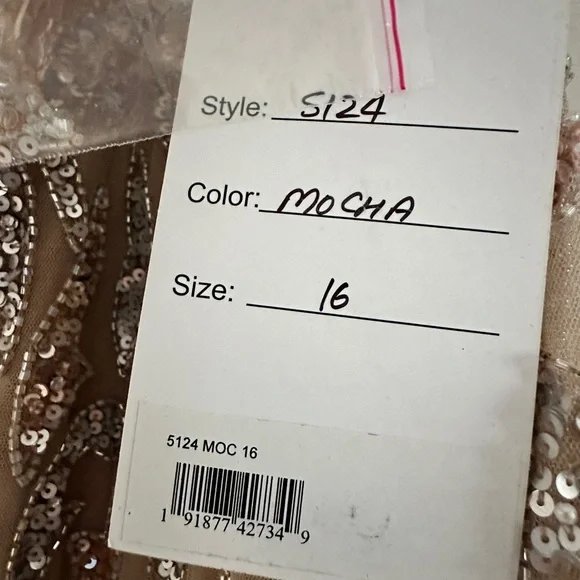 Style: 5124
Color: MOCHA
Size: 16
5124 MOC 16
1 91877 42734 9